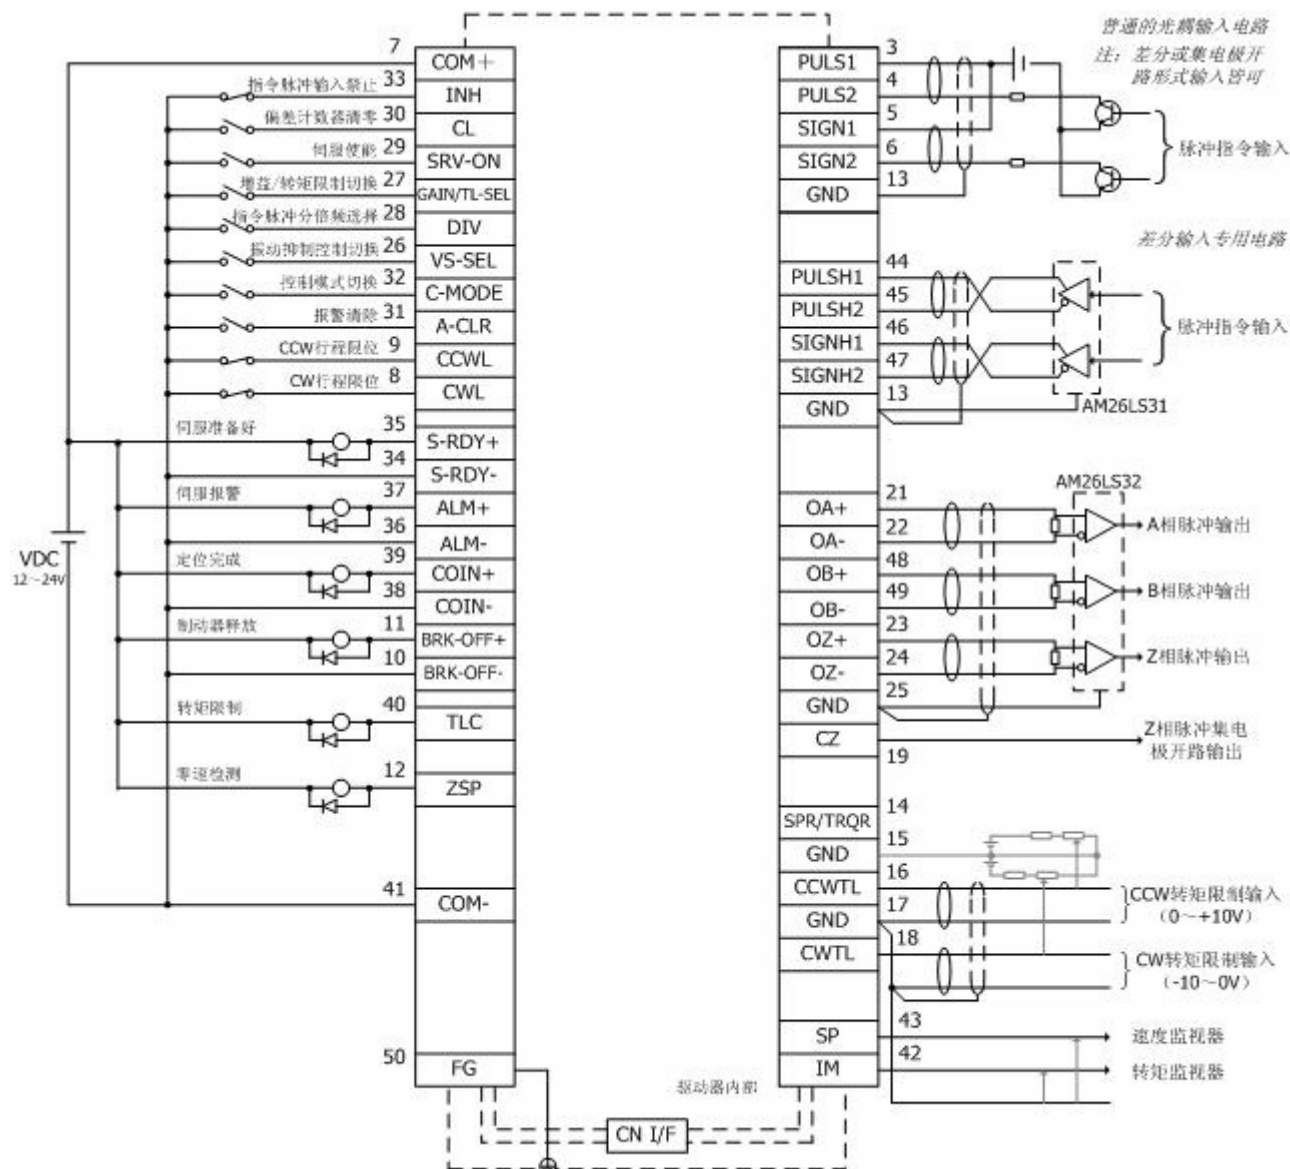 7
COM+
指令脉冲输入禁止
33
INH
偏差计数器清零
30
CL
伺服使能
29
SRV-ON
增益/转矩限制切换
27
GAIN/TL-SEL
指令脉冲分倍频选择
28
DIV
振动抑制控制切换
26
VS-SEL
控制模式切换
32
C-MODE
报警清除
31
A-CLR
CCW行程限位
9
CCWL
CW行程限位
8
CWL
伺服准备好
35
S-RDY+
34
S-RDY-
伺服报警
37
ALM+
36
ALM-
定位完成
39
COIN+
38
COIN-
制动器释放
11
BRK-OFF+
10
BRK-OFF-
转矩限制
40
TLC
零速检测
12
ZSP
VDC
12～24V
41
COM-
50
FG
普通的光耦输入电路
注：差分或集电极开
路形式输入皆可
3
PULS1
4
PULS2
5
SIGN1
6
SIGN2
13
GND
脉冲指令输入
差分输入专用电路
44
PULSH1
45
PULSH2
46
SIGNH1
47
SIGNH2
13
GND
脉冲指令输入
AM26LS31
AM26LS32
21
OA+
22
OA-
A相脉冲输出
48
OB+
49
OB-
B相脉冲输出
23
OZ+
24
OZ-
Z相脉冲输出
25
GND
CZ
19
Z相脉冲集电
极开路输出
14
SPR/TRQR
15
GND
16
CCWTL
17
GND
18
CWTL
CCW转矩限制输入
（0～+10V）
CW转矩限制输入
（-10～0V）
43
SP
速度监视器
42
IM
转矩监视器
驱动器内部
CN I/F